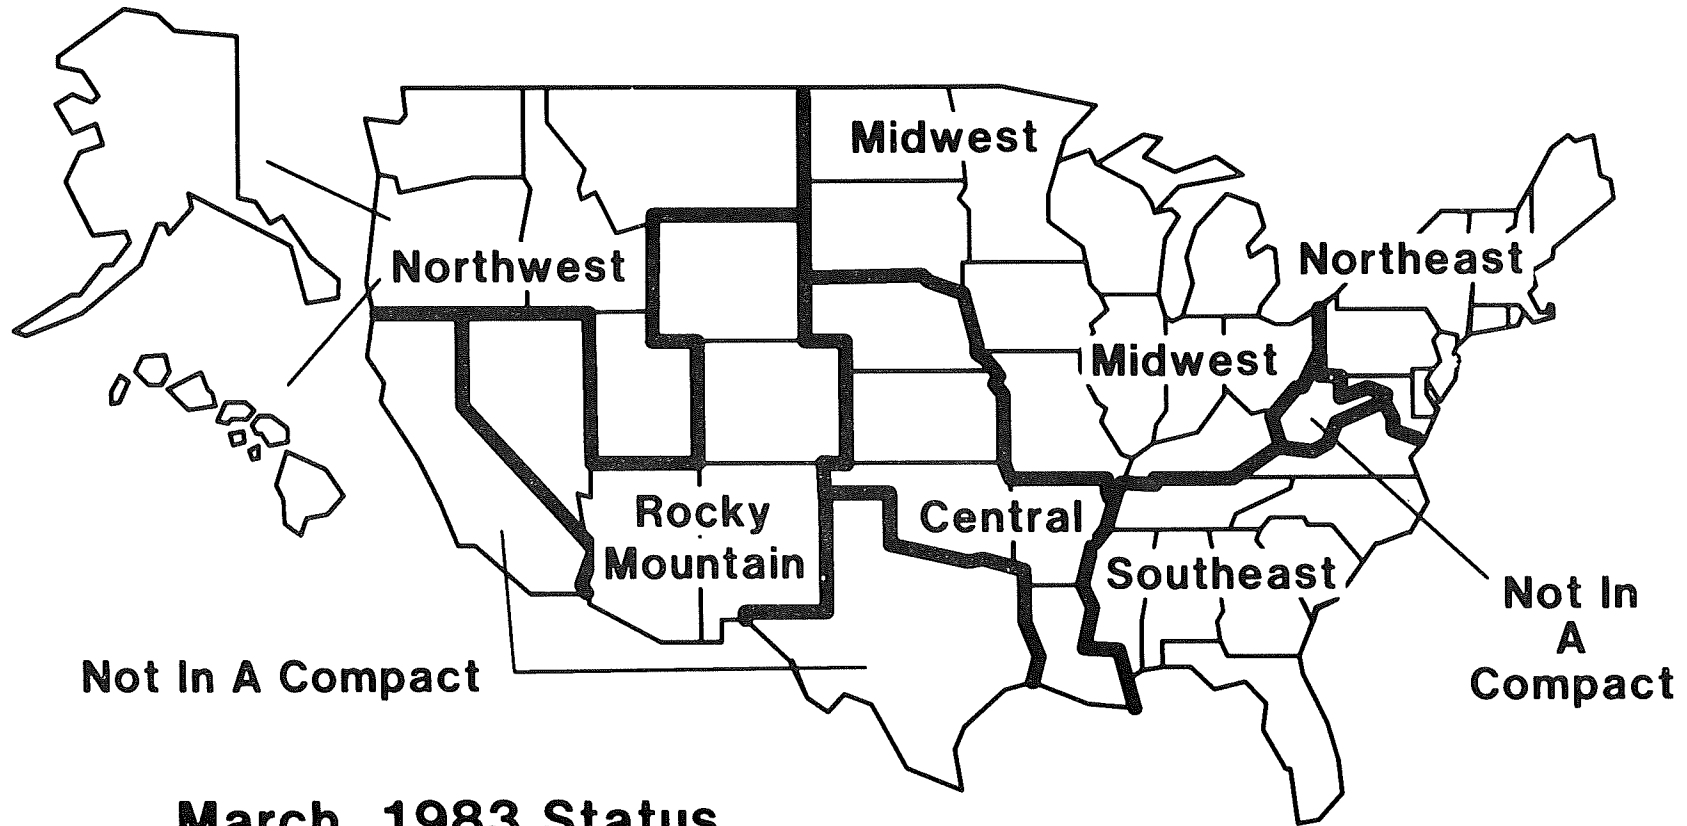 Midwest
Northwest
Northeast
Midwest
Rocky
Mountain
Central
Southeast
Not In
A
Compact
Not In A Compact
March, 1983 Status